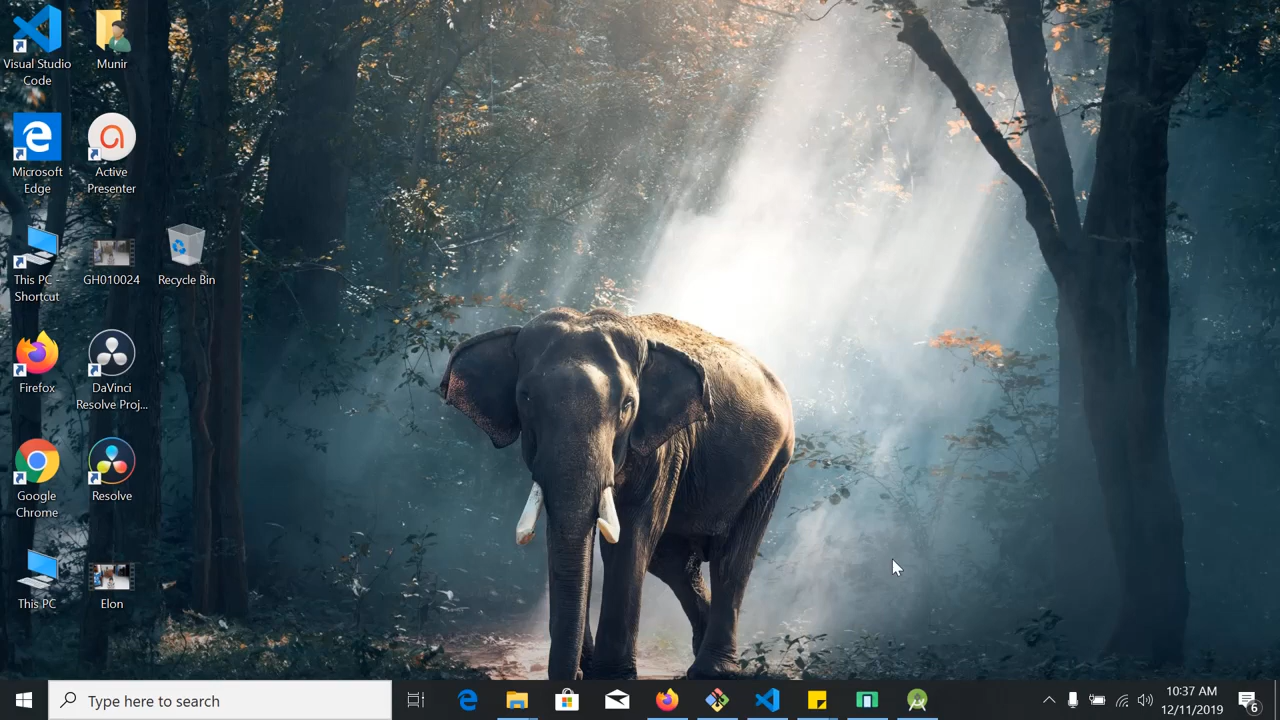 Visual Studio
Code
Munir
Microsoft
Edge
Active
Presenter
This PC -
Shortcut
GH010024
Recycle Bin
Firefox
DaVinci
Resolve Proj...
Google
Chrome
Resolve
This PC
Elon
Type here to search
10:37 AM
12/11/2019
6